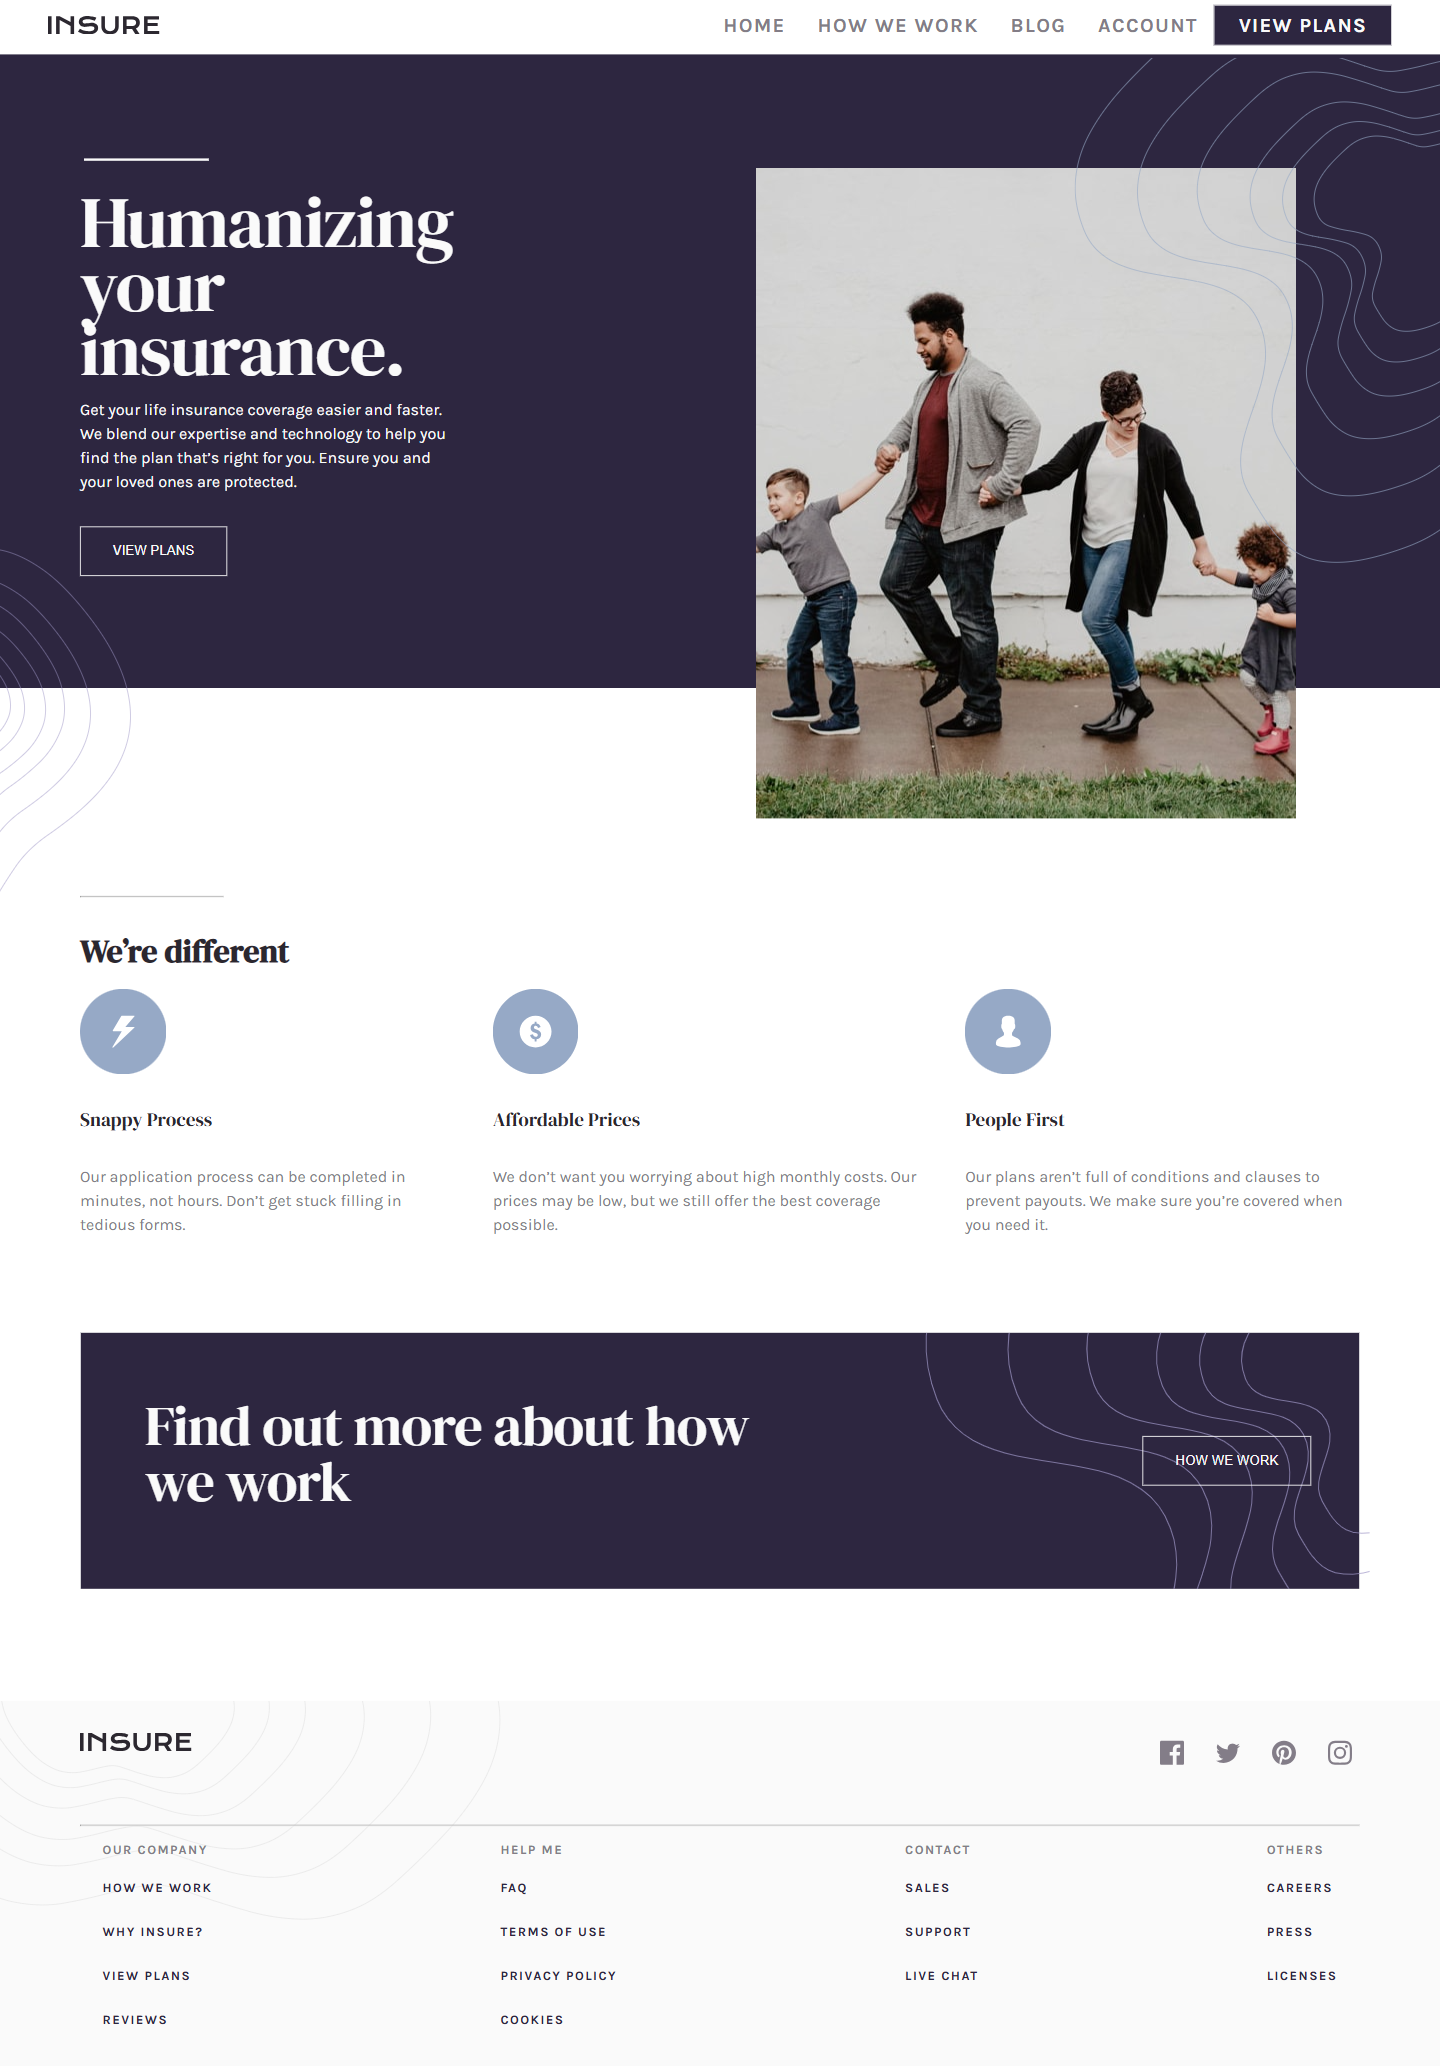 INSURE
HOME HOW WE WORK BLOG ACCOUNT VIEW PLANS
Humanizing
your
insurance.
Get your life insurance coverage easier and faster.
We blend our expertise and technology to help you
find the plan that’s right for you. Ensure you and
your loved ones are protected.
VIEW PLANS
We’re different
Snappy Process
Our application process can be completed in
minutes, not hours. Don’t get stuck filling in
tedious forms.
Affordable Prices
We don’t want you worrying about high monthly costs. Our
prices may be low, but we still offer the best coverage
possible.
People First
Our plans aren’t full of conditions and clauses to
prevent payouts. We make sure you’re covered when
you need it.
Find out more about how
we work
HOW WE WORK
INSURE
OUR COMPANY
HOW WE WORK
WHY INSURE?
VIEW PLANS
REVIEWS
HELP ME
FAQ
TERMS OF USE
PRIVACY POLICY
COOKIES
CONTACT
SALES
SUPPORT
LIVE CHAT
OTHERS
CAREERS
PRESS
LICENSES